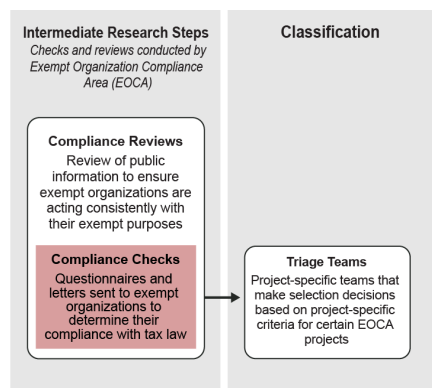 Intermediate Research Steps
Checks and reviews conducted by
Exempt Organization Compliance
Area (EOCA)
Compliance Reviews
Review of public
information to ensure
exempt organizations are
acting consistently with
their exempt purposes
Compliance Checks
Questionnaires and
letters sent to exempt
organizations to
determine their
compliance with tax law
Classification
Triage Teams
Project-specific teams that
make selection decisions
based on project-specific
criteria for certain EOCA
projects